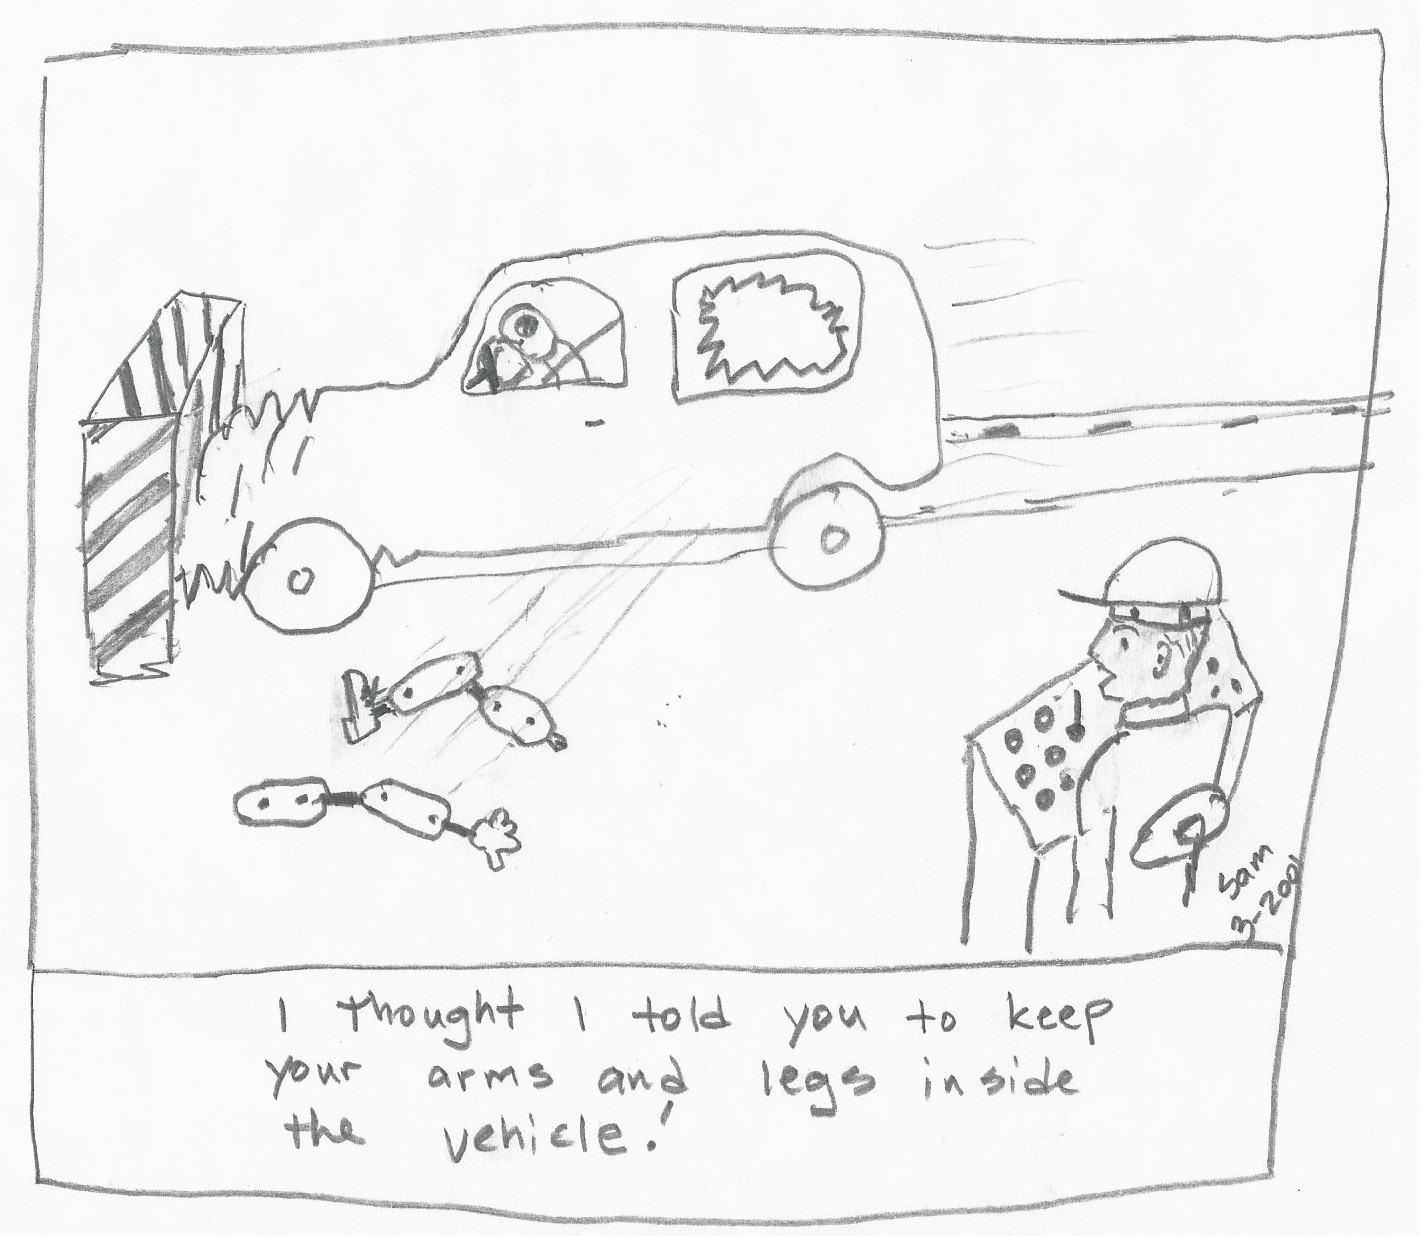 Sam
3-2001
I thought I told you to keep
your arms and legs inside
the vehicle!